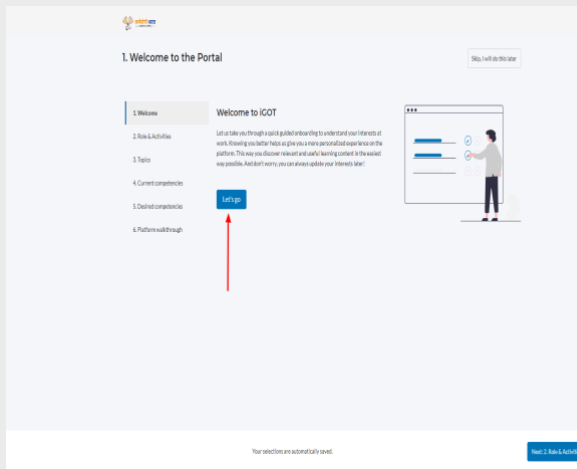 1. Welcome to the Portal
Skip, I will do this later
1. Welcome
2. Role & Activities
3. Topics
4. Current competencies
5. Desired competencies
6. Platform walkthrough
Welcome to iGOT
Let us take you through a quick guided onboarding to understand your interests at
work. Knowing you better helps us give you a more personalized experience on the
platform. This way you discover relevant and useful learning content in the easiest
way possible. And don't worry, you can always update your interests later!
Let's go
Your selections are automatically saved.
Next: 2. Role & Activit